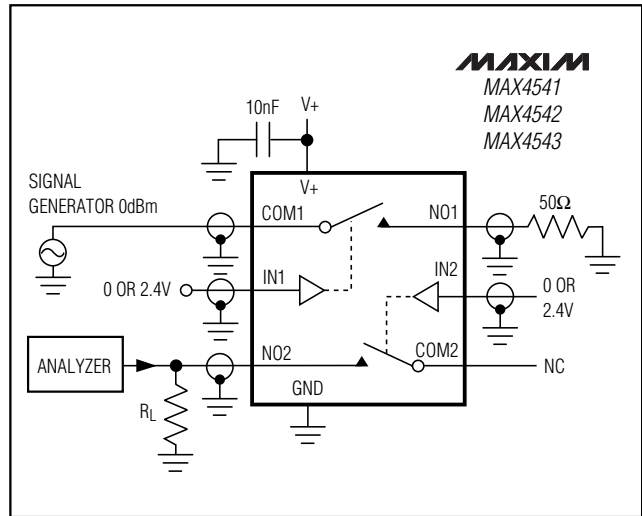 MAXIM
MAX4541
MAX4542
MAX4543
10nF
V+
V+
SIGNAL
GENERATOR 0dBm
COM1
NO1
50Ω
IN1
IN2
0 OR 2.4V
0 OR
2.4V
ANALYZER
NO2
COM2
NC
RL
GND